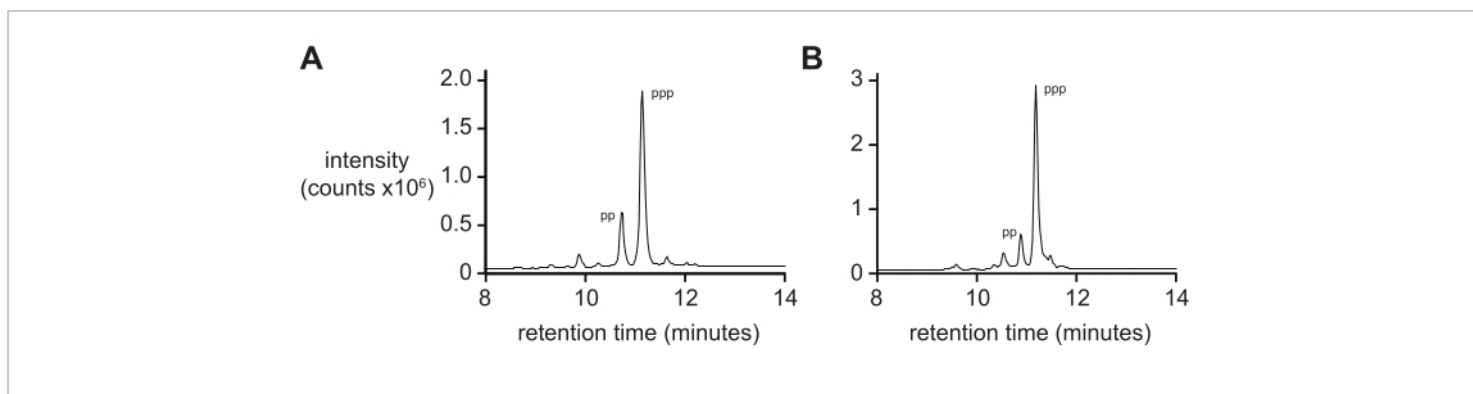 A
2.0
1.5
1.0
0.5
0
intensity
(counts x10⁶)
pp
ppp
8
10
12
14
retention time (minutes)
B
3
2
1
0
pp
ppp
8
10
12
14
retention time (minutes)